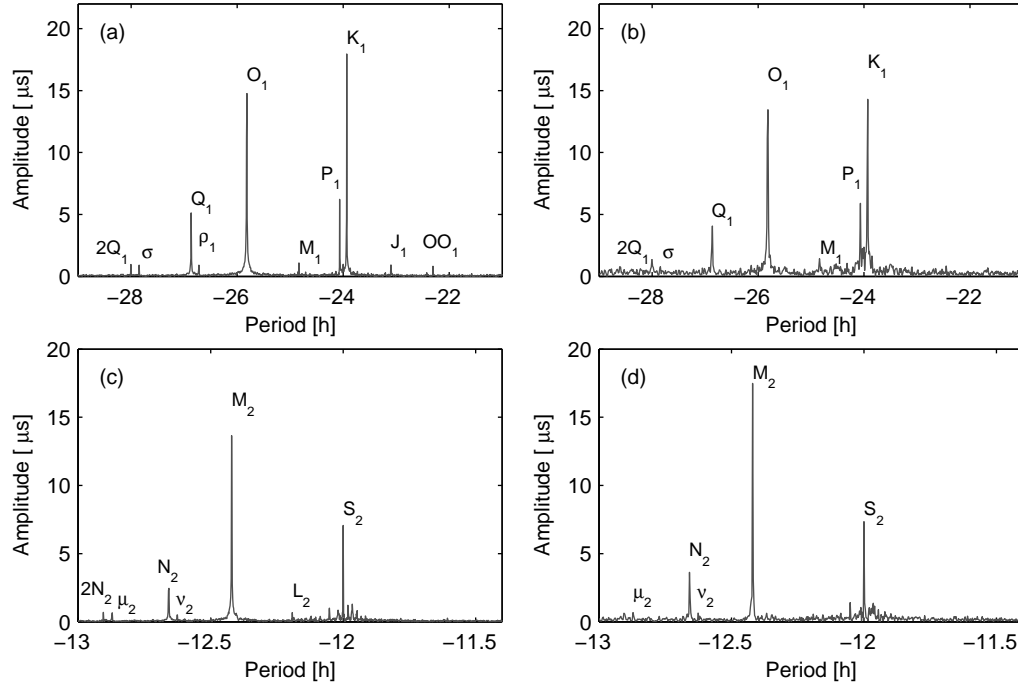 (a)
Amplitude [ μs]
20
15
10
5
0
2Q1 σ Q1 ρ1 O1 M1 P1 K1 J1 OO1
−28 −26 −24 −22
Period [h]
(b)
Amplitude [ μs]
20
15
10
5
0
2Q1 σ Q1 O1 M1 P1 K1
−28 −26 −24 −22
Period [h]
(c)
Amplitude [ μs]
20
15
10
5
0
2N2 μ2 N2 ν2 M2 L2 S2
−13 −12.5 −12 −11.5
Period [h]
(d)
Amplitude [ μs]
20
15
10
5
0
μ2 N2 ν2 M2 S2
−13 −12.5 −12 −11.5
Period [h]